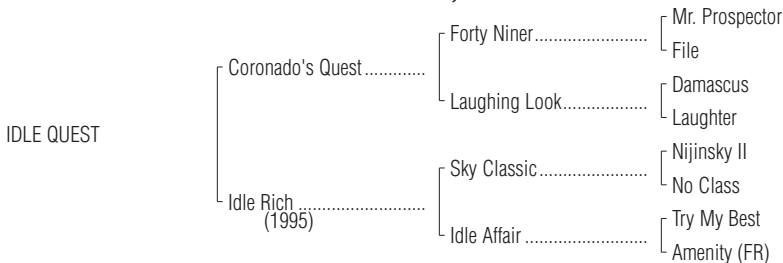 Mr. Prospector
Forty Niner
File
Coronado's Quest
Damascus
Laughing Look
Laughter
IDLE QUEST
Nijinsky II
Sky Classic
No Class
Idle Rich
(1995)
Try My Best
Idle Affair
Amenity (FR)